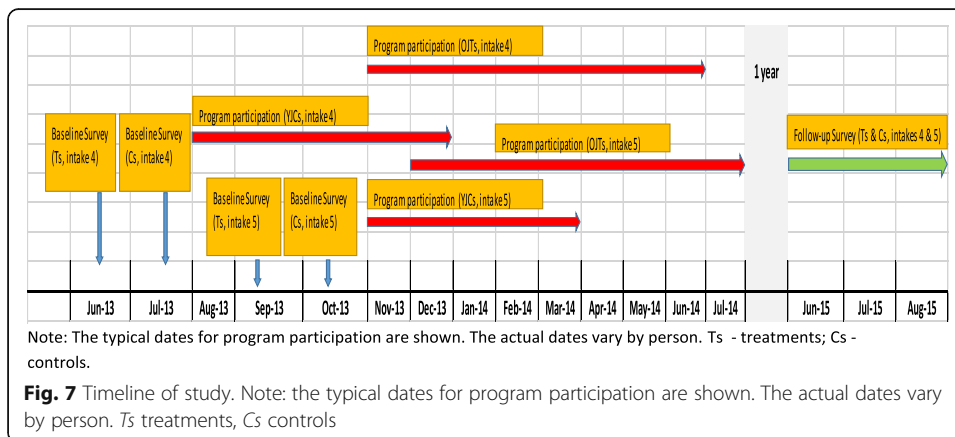 Program participation (OJTs, intake 4)
1 year
Program participation (YJCs, intake 4)
Baseline Survey
(Ts, intake 4)
Baseline Survey
(Cs, intake 4)
Program participation (OJTs, intake 5)
Follow-up Survey (Ts & Cs, intakes 4 & 5)
Baseline Survey
(Ts, intake 5)
Baseline Survey
(Cs, intake 5)
Program participation (YJCs, intake 5)
Jun-13 Jul-13 Aug-13 Sep-13 Oct-13 Nov-13 Dec-13 Jan-14 Feb-14 Mar-14 Apr-14 May-14 Jun-14 Jul-14 Jun-15 Jul-15 Aug-15
Note: The typical dates for program participation are shown. The actual dates vary by person. Ts - treatments; Cs -
controls.
Fig. 7 Timeline of study. Note: the typical dates for program participation are shown. The actual dates vary
by person. Ts treatments, Cs controls